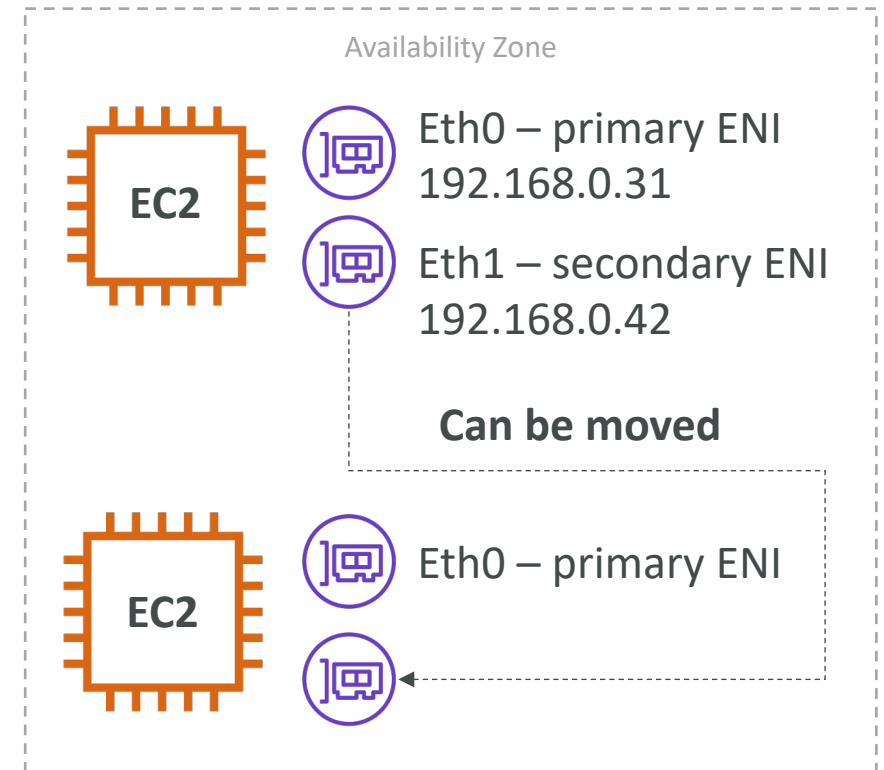 Availability Zone
EC2
Eth0 – primary ENI
192.168.0.31
Eth1 – secondary ENI
192.168.0.42
Can be moved
EC2
Eth0 – primary ENI